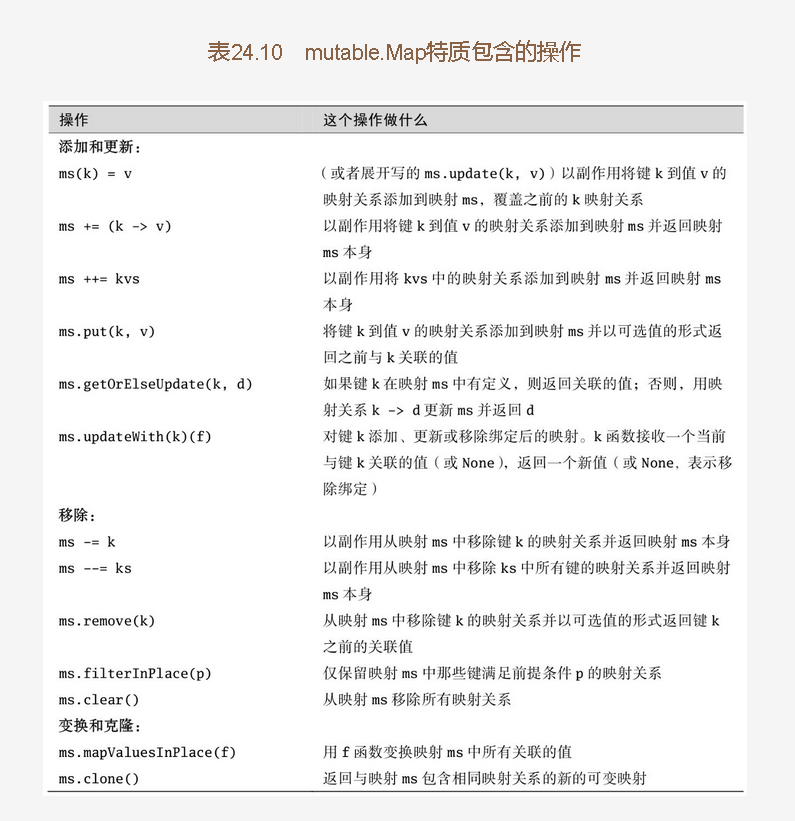 表24.10 mutable.Map特质包含的操作
操作 这个操作做什么
添加和更新：
ms(k) = v （或者展开写的 ms.update(k, v)）以副作用将键 k 到值 v 的
映射关系添加到映射 ms，覆盖之前的 k 映射关系
ms += (k -> v) 以副作用将键 k 到值 v 的映射关系添加到映射 ms 并返回映射
ms 本身
ms ++= kvs 以副作用将 kvs 中的映射关系添加到映射 ms 并返回映射 ms
本身
ms.put(k, v) 将键 k 到值 v 的映射关系添加到映射 ms 并以可选值的形式返
回之前与 k 关联的值
ms.getOrElseUpdate(k, d) 如果键 k 在映射 ms 中有定义，则返回关联的值；否则，用映
射关系 k -> d 更新 ms 并返回 d
ms.updateWith(k)(f) 对键 k 添加、更新或移除绑定后的映射。k 函数接收一个当前
与键 k 关联的值（或 None），返回一个新值（或 None，表示移
除绑定）
移除：
ms -= k 以副作用从映射 ms 中移除键 k 的映射关系并返回映射 ms 本身
ms --= ks 以副作用从映射 ms 中移除 ks 中所有键的映射关系并返回映射
ms 本身
ms.remove(k) 从映射 ms 中移除键 k 的映射关系并以可选值的形式返回键 k
之前的关联值
ms.filterInPlace(p) 仅保留映射 ms 中那些键满足前提条件 p 的映射关系
ms.clear() 从映射 ms 移除所有映射关系
变换和克隆：
ms.mapValuesInPlace(f) 用 f 函数变换映射 ms 中所有关联的值
ms.clone() 返回与映射 ms 包含相同映射关系的新的可变映射